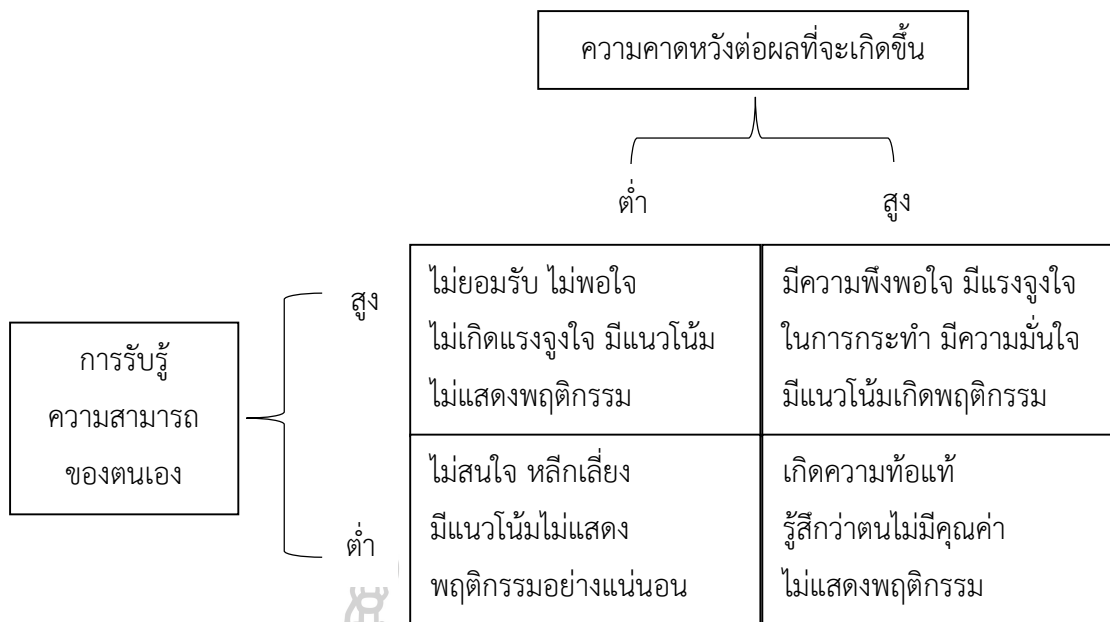 ความคาดหวังต่อผลที่จะเกิดขึ้น
ต่ำ
สูง
สูง
ไม่ยอมรับ ไม่พอใจ
ไม่เกิดแรงจูงใจ มีแนวโน้ม
ไม่แสดงพฤติกรรม
มีความพึงพอใจ มีแรงจูงใจ
ในการกระทำ มีความมั่นใจ
มีแนวโน้มเกิดพฤติกรรม
การรับรู้
ความสามารถ
ของตนเอง
ต่ำ
ไม่สนใจ หลีกเลี่ยง
มีแนวโน้มไม่แสดง
พฤติกรรมอย่างแน่นอน
เกิดความท้อแท้
รู้สึกว่าตนไม่มีคุณค่า
ไม่แสดงพฤติกรรม